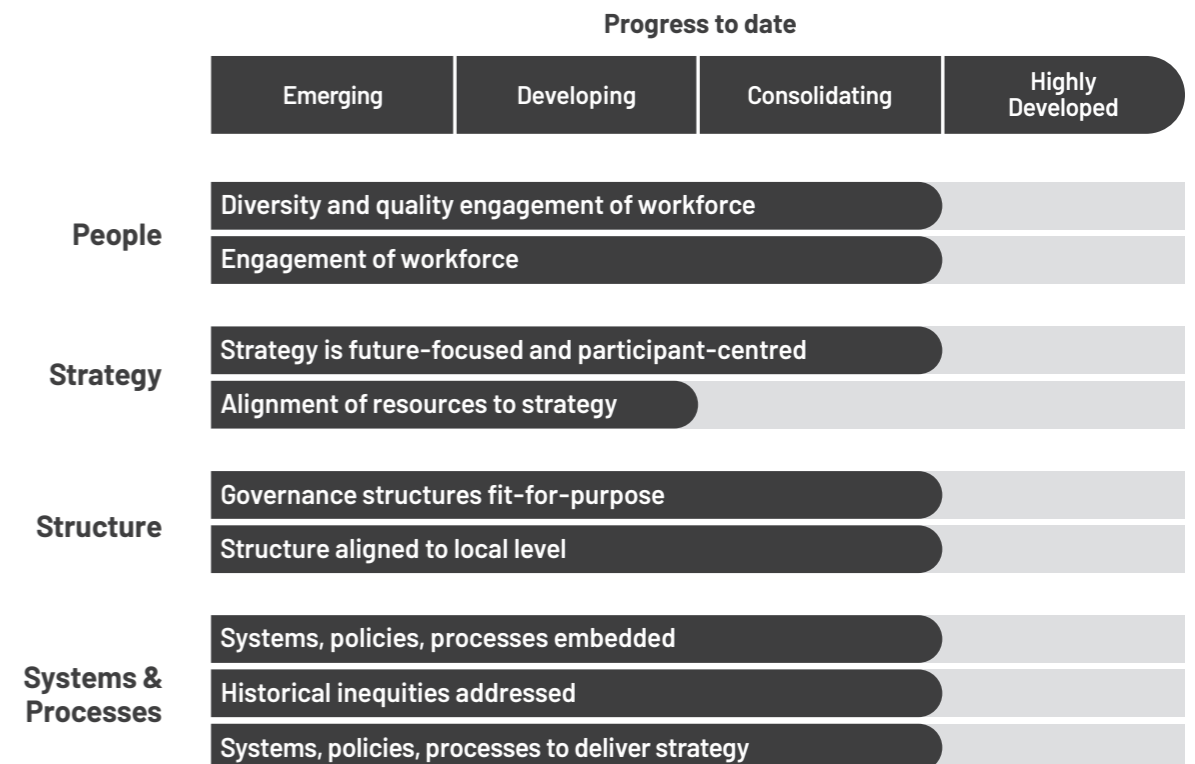 Progress to date
Emerging
Developing
Consolidating
Highly
Developed
People
Diversity and quality engagement of workforce
Engagement of workforce
Strategy
Strategy is future-focused and participant-centred
Alignment of resources to strategy
Structure
Governance structures fit-for-purpose
Structure aligned to local level
Systems &
Processes
Systems, policies, processes embedded
Historical inequities addressed
Systems, policies, processes to deliver strategy